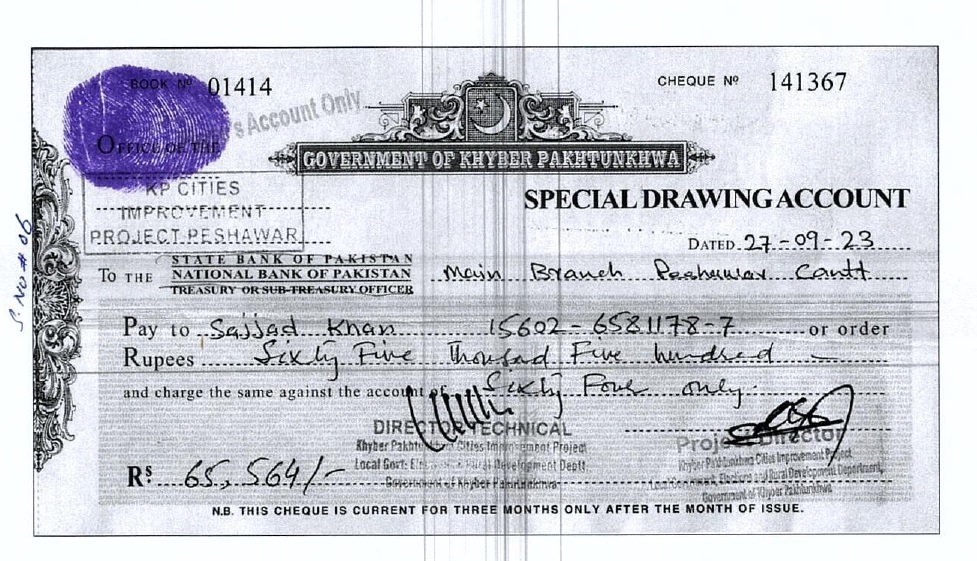 BOOK Nº 01414 CHEQUE Nº 141367
's Account Only
OFFICE OF THE
GOVERNMENT OF KHYBER PAKHTUNKHWA
KP CITIES
IMPROVEMENT
PROJECT PESHAWAR
SPECIAL DRAWING ACCOUNT
DATED 27-09-23
S.NO # 06
TO THE
STATE BANK OF PAKISTAN
NATIONAL BANK OF PAKISTAN
TREASURY OR SUB-TREASURY OFFICER
Main Branch Peshawar Cantt
Pay to Sajjad Khan 15602-6581178-7 or order
Rupees Sixty Five Thousand Five hundred
and charge the same against the account of Sixty Four only.
DIRECTOR TECHNICAL
Khyber Pakhtunkhwa Cities Improvement Project
Local Govt: & Rural Development Deptt
Government of Khyber Pakhtunkhwa
Project Director
Khyber Pakhtunkhwa Cities Improvement Project
Local Government, Elections and Rural Development Department,
Government of Khyber Pakhtunkhwa
Rs. 65,564/-
N.B. THIS CHEQUE IS CURRENT FOR THREE MONTHS ONLY AFTER THE MONTH OF ISSUE.